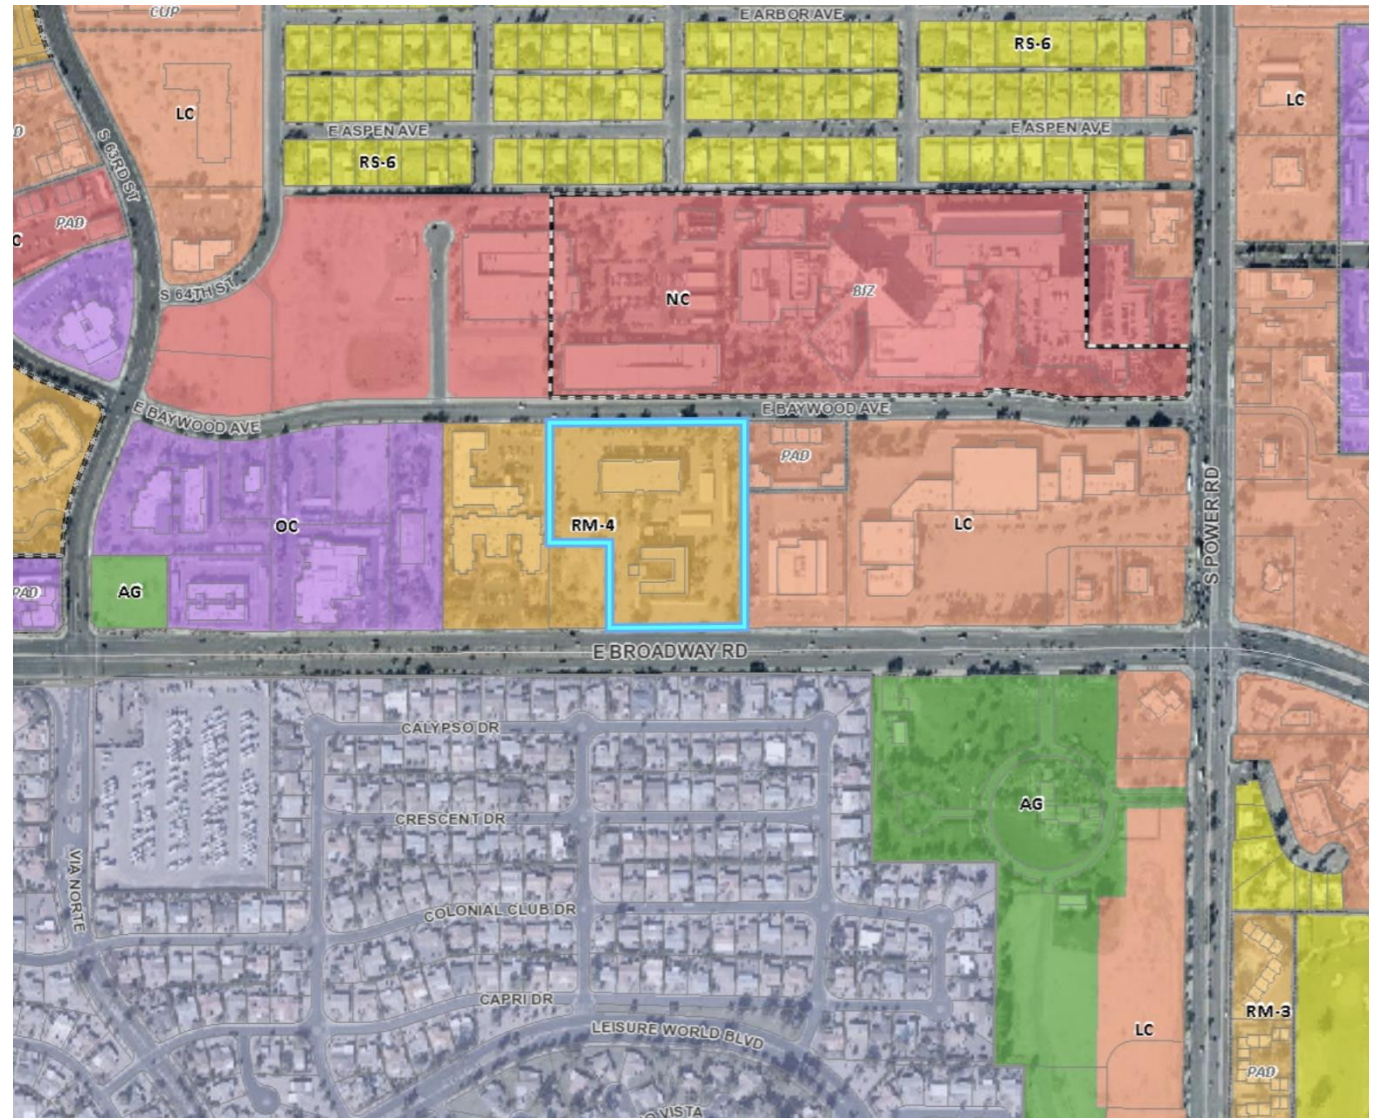 CUP
E ARBOR AVE
RS-6
LC
LC
S 63RD ST
E ASPEN AVE
E ASPEN AVE
RS-6
PAD
S 64TH ST
NC
BIZ
E BAYWOOD AVE
E BAYWOOD AVE
PAD
S POWER RD
OC
RM-4
LC
AG
PAD
E BROADWAY RD
CALYPSO DR
AG
CRESCENT DR
VIA NORTE
COLONIAL CLUB DR
CAPRI DR
RM-3
LEISURE WORLD BLVD
LC
PAD
VISTA